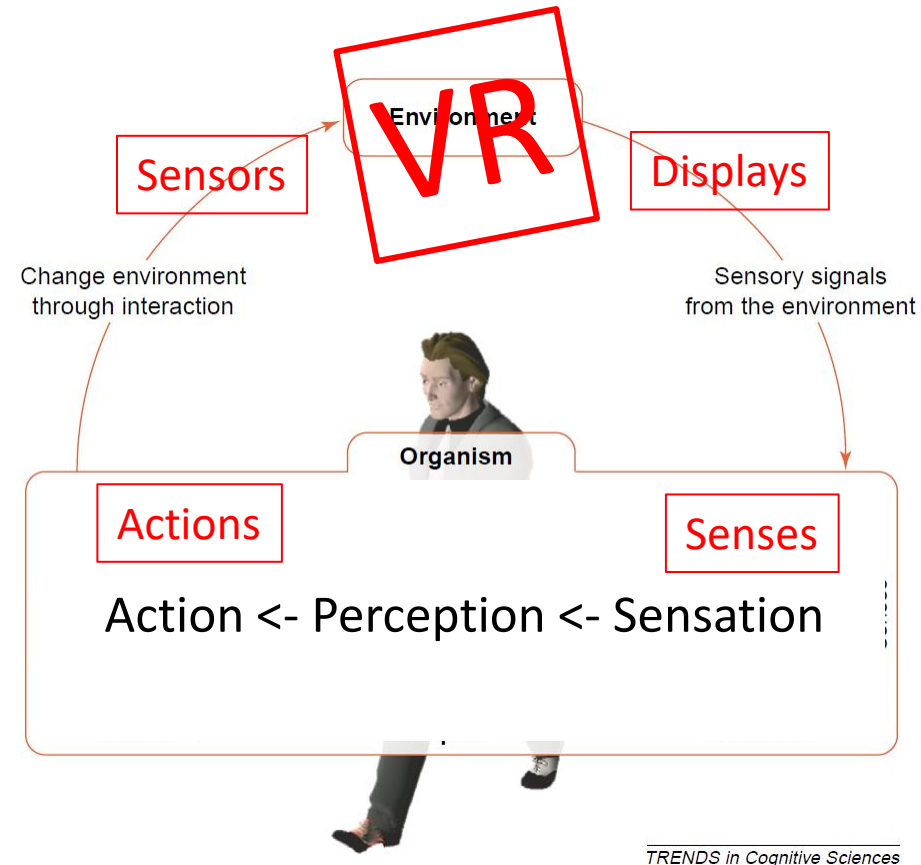 VR
Environment
Sensors
Displays
Change environment
through interaction
Sensory signals
from the environment
Organism
Actions
Senses
Action <- Perception <- Sensation
TRENDS in Cognitive Sciences